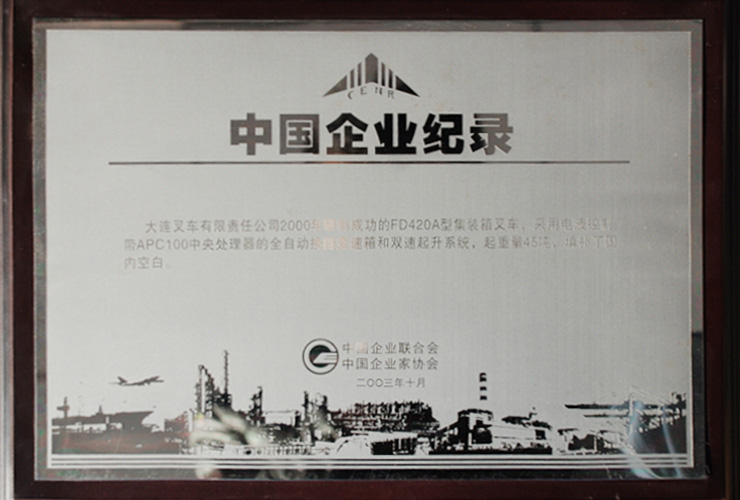 CENR
中国企业纪录
大连叉车有限责任公司2000年 成功的FD420A型集装箱叉车，采用电液控制
带APC100中央处理器的全自动 变速箱和双速起升系统，起重量45吨，填补了国
内空白。
中国企业联合会
中国企业家协会
二〇〇三年十月